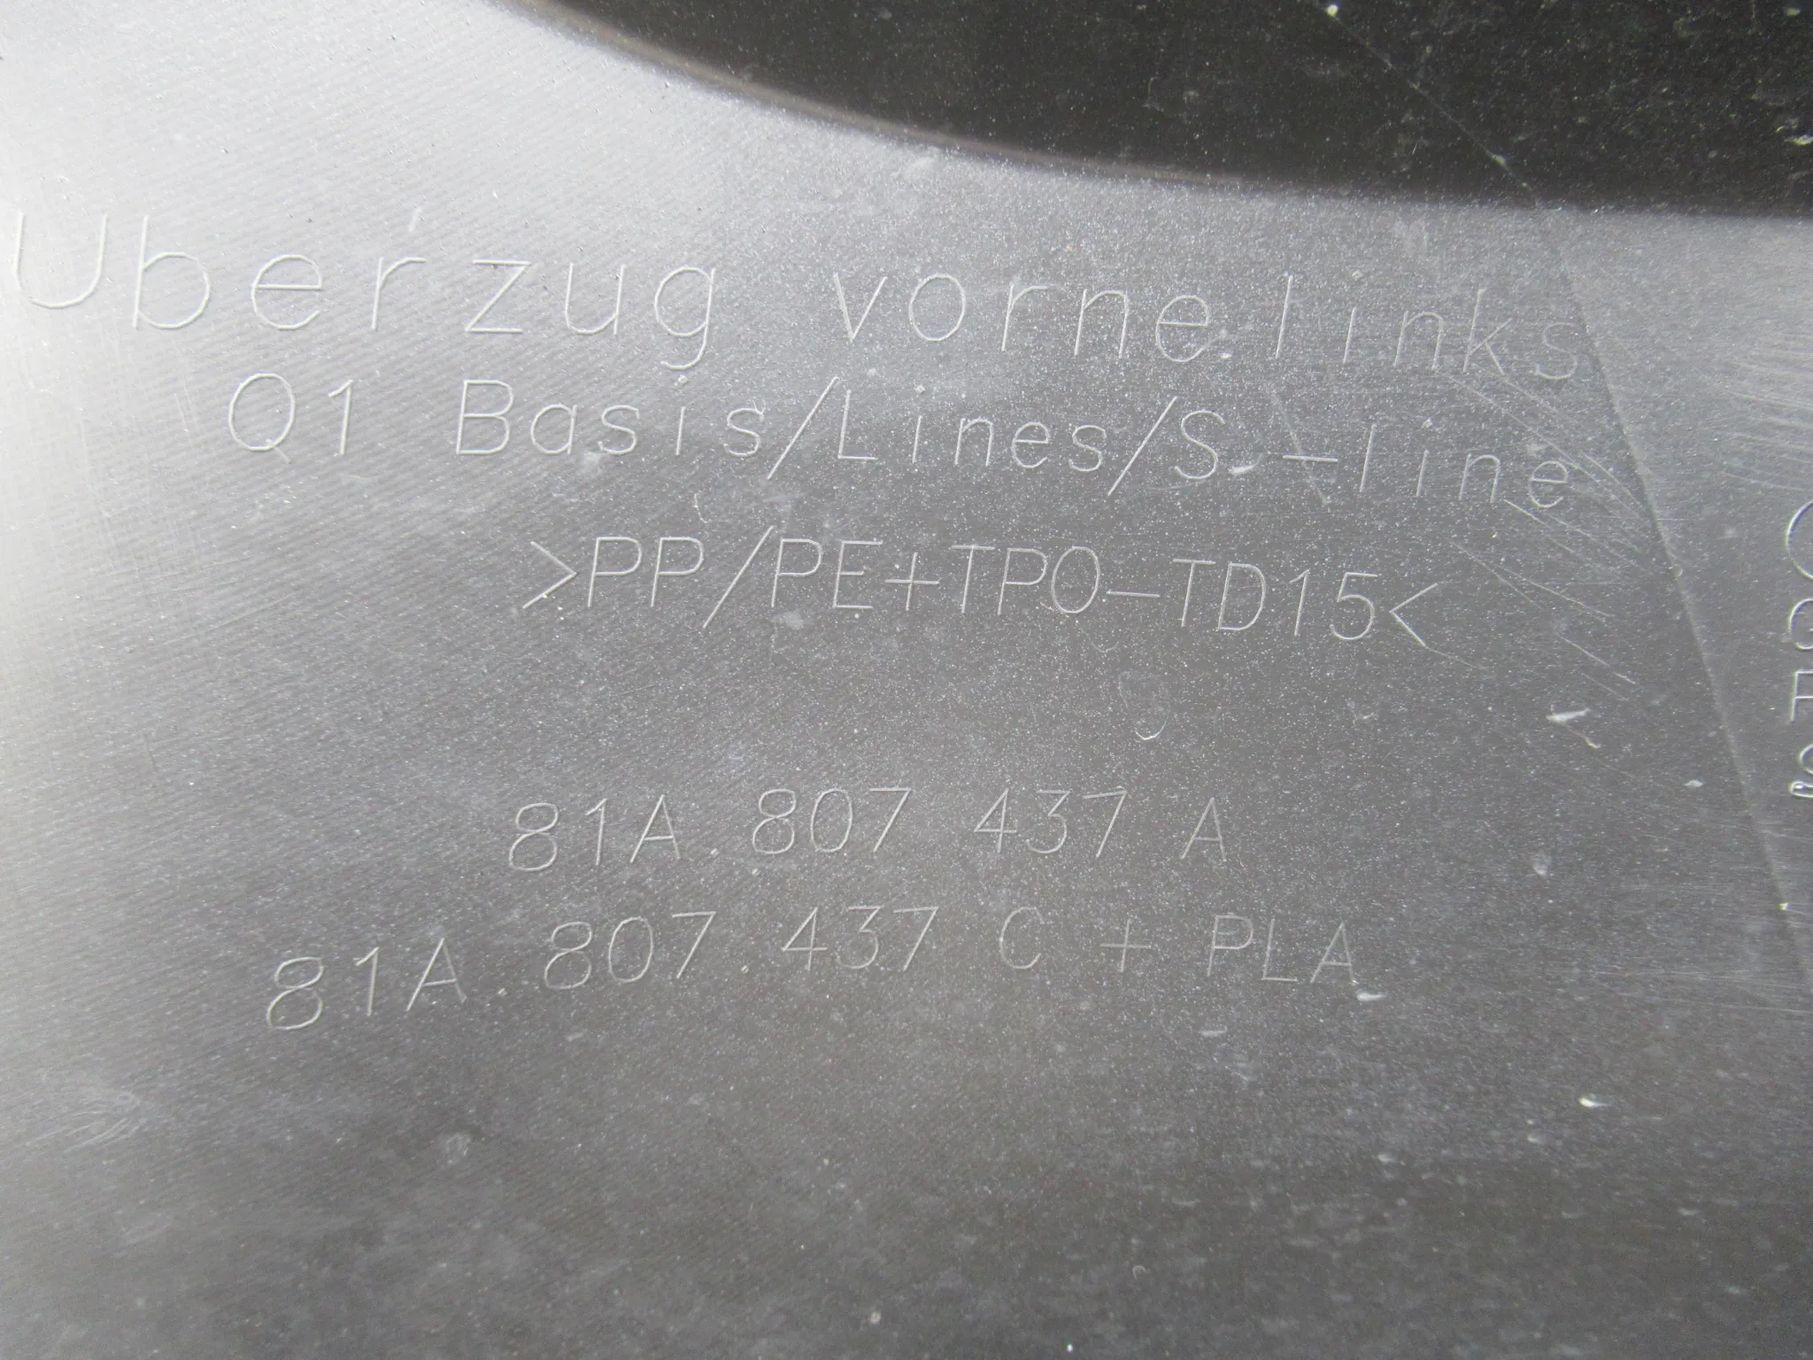 Uberzug vorne links
Q1 Basis/Lines/S-line
>PP/PE+TPO-TD15<
81A 807 437 A
81A 807 437 C + PLA